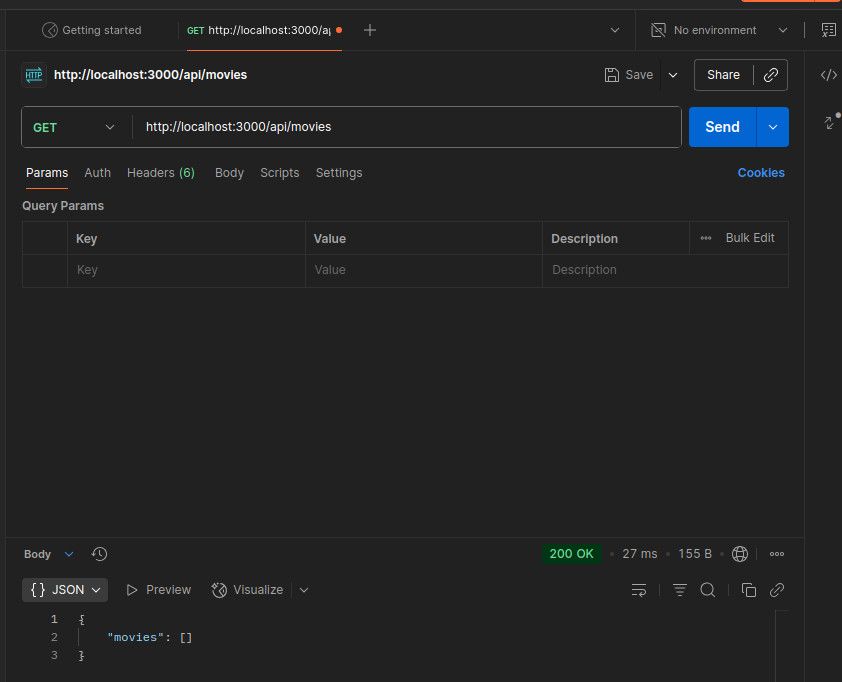 Getting started GET http://localhost:3000/a No environment
HTTP http://localhost:3000/api/movies Save Share
GET http://localhost:3000/api/movies Send
Params Auth Headers (6) Body Scripts Settings Cookies
Query Params
Key Value Description Bulk Edit
Key Value Description
Body 200 OK 27 ms 155 B
{} JSON Preview Visualize
1 {
2 "movies": []
3 }